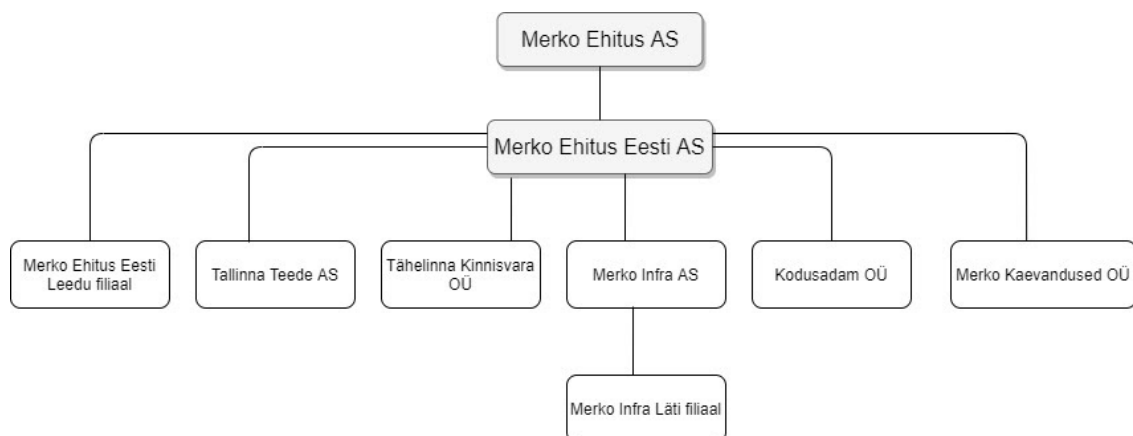 Merko Ehitus AS
Merko Ehitus Eesti AS
Merko Ehitus Eesti
Leedu filiaal
Tallinna Teede AS
Tähelinna Kinnisvara
OÜ
Merko Infra AS
Kodusadam OÜ
Merko Kaevandused OÜ
Merko Infra Läti filiaal